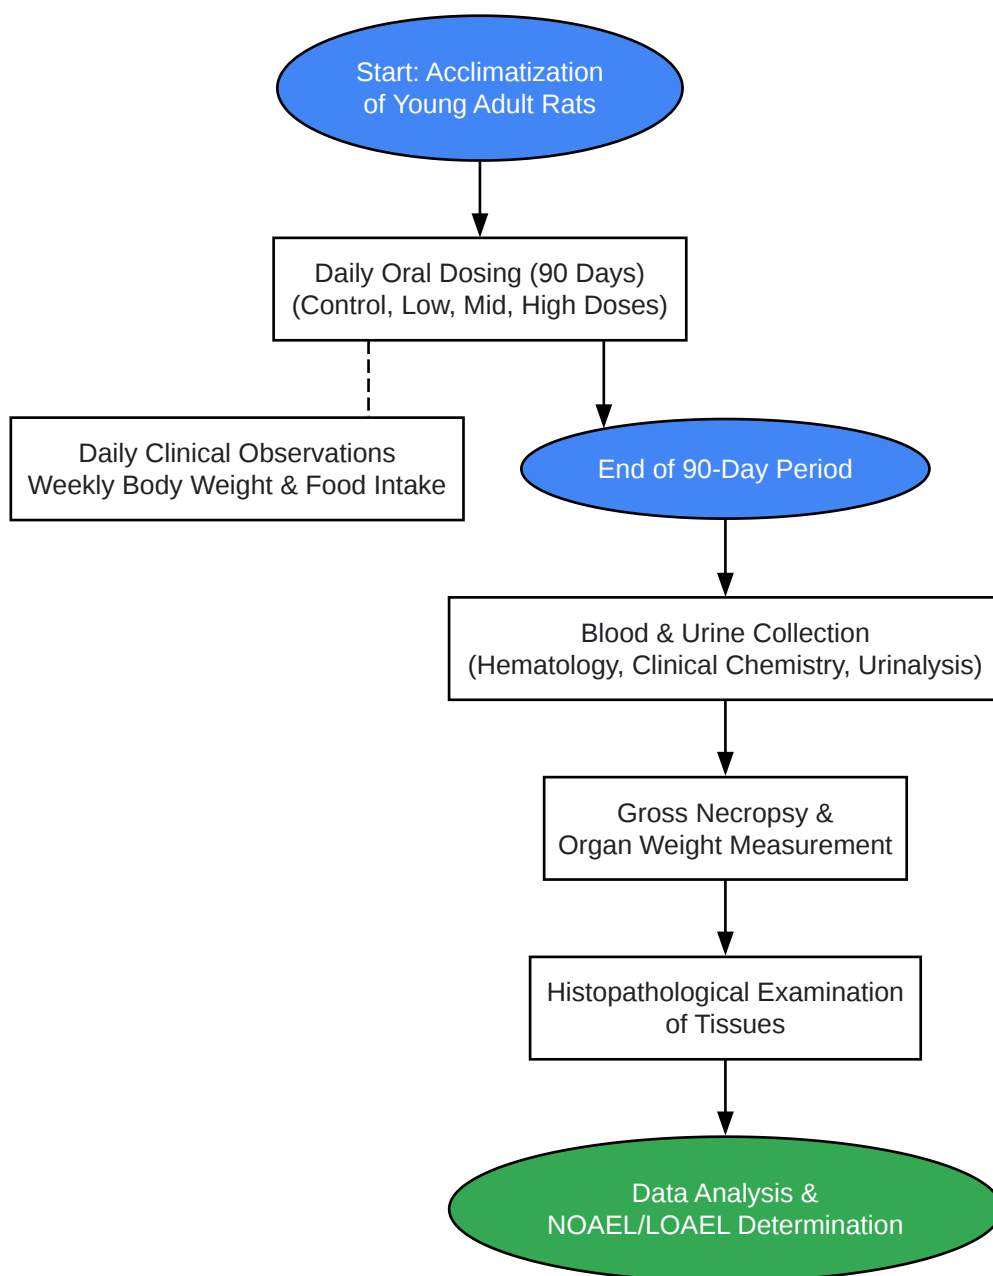 Start: Acclimatization
of Young Adult Rats
Daily Oral Dosing (90 Days)
(Control, Low, Mid, High Doses)
Daily Clinical Observations
Weekly Body Weight & Food Intake
End of 90-Day Period
Blood & Urine Collection
(Hematology, Clinical Chemistry, Urinalysis)
Gross Necropsy &
Organ Weight Measurement
Histopathological Examination
of Tissues
Data Analysis &
NOAEL/LOAEL Determination